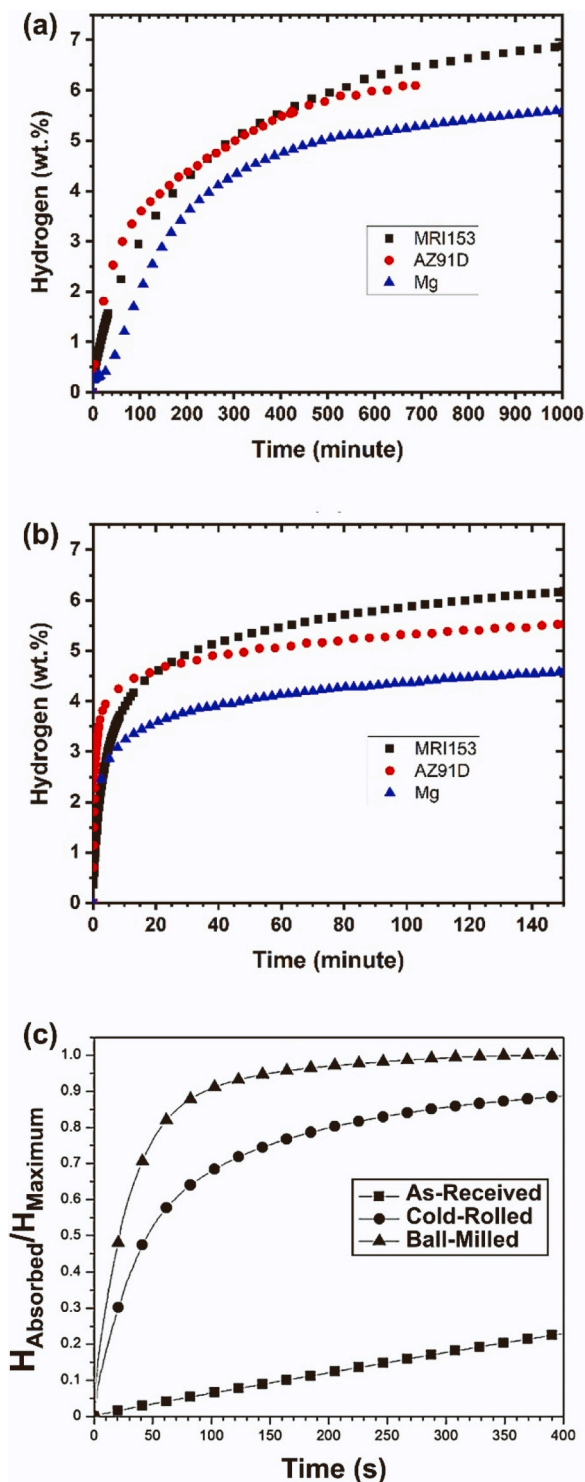 (a)
7
6
5
4
3
2
1
0
Hydrogen (wt.%)
MRI153
AZ91D
Mg
0 100 200 300 400 500 600 700 800 900 1000
Time (minute)
(b)
7
6
5
4
3
2
1
0
Hydrogen (wt.%)
MRI153
AZ91D
Mg
0 20 40 60 80 100 120 140
Time (minute)
(c)
1.0
0.9
0.8
0.7
0.6
0.5
0.4
0.3
0.2
0.1
0
H Absorbed/H Maximum
As-Received
Cold-Rolled
Ball-Milled
0 50 100 150 200 250 300 350 400
Time (s)